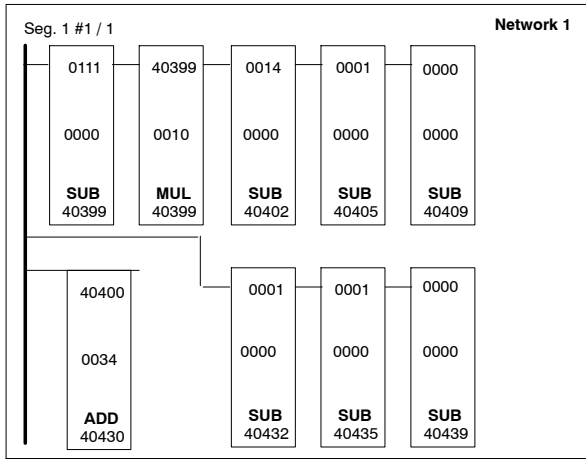 Seg. 1 #1 / 1
Network 1
0111 40399 0014 0001 0000
0000 0010 0000 0000 0000
SUB MUL SUB SUB SUB
40399 40399 40402 40405 40409
40400 0001 0001 0000
0034 0000 0000 0000
ADD SUB SUB SUB
40430 40432 40435 40439